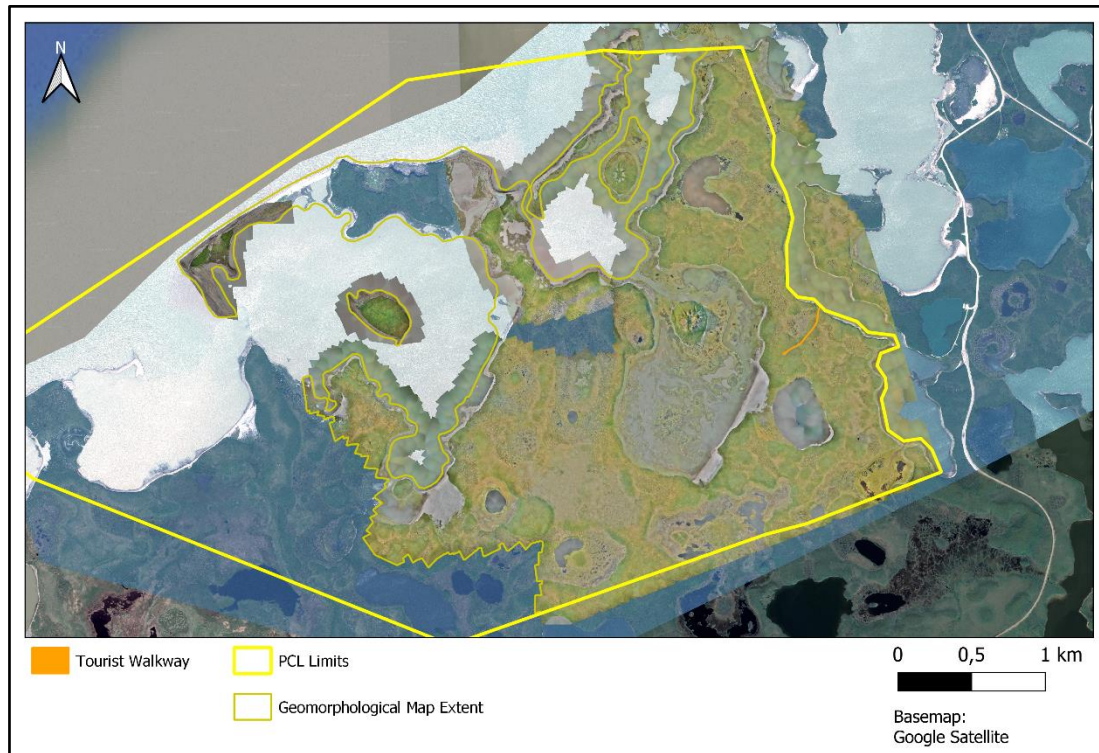 N
Tourist Walkway
PCL Limits
Geomorphological Map Extent
0 0,5 1 km
Basemap:
Google Satellite